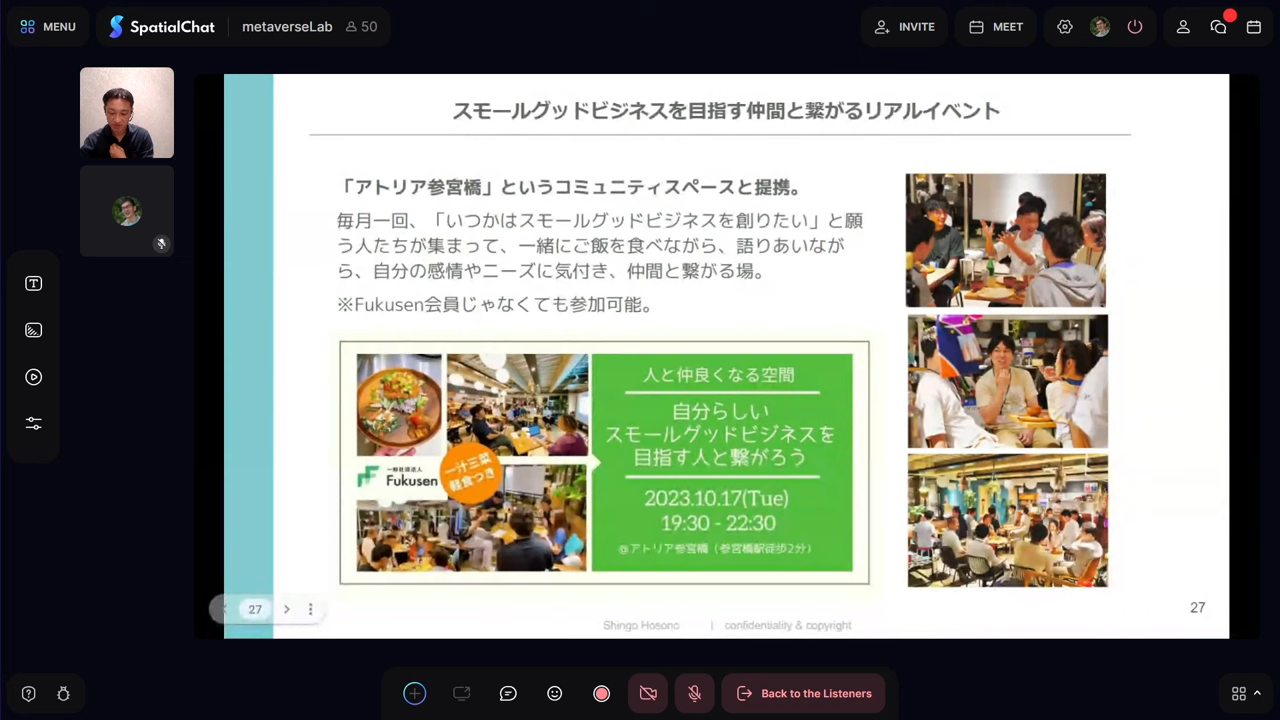 MENU
SpatialChat
metaverseLab
50
INVITE
MEET
スモールグッドビジネスを目指す仲間と繋がるリアルイベント
「アトリア参宮橋」というコミュニティスペースと提携。
毎月一回、「いつかはスモールグッドビジネスを創りたい」と願
う人たちが集まって、一緒にご飯を食べながら、語りあいなが
ら、自分の感情やニーズに気付き、仲間と繋がる場。
※Fukusen会員じゃなくても参加可能。
一般社団法人
Fukusen
一汁三菜
軽食つき
人と仲良くなる空間
自分らしい
スモールグッドビジネスを
目指す人と繋がろう
2023.10.17(Tue)
19:30 - 22:30
@アトリア参宮橋（参宮橋駅徒歩2分）
27
27
Shingo Hosono | confidentiality & copyright
Back to the Listeners